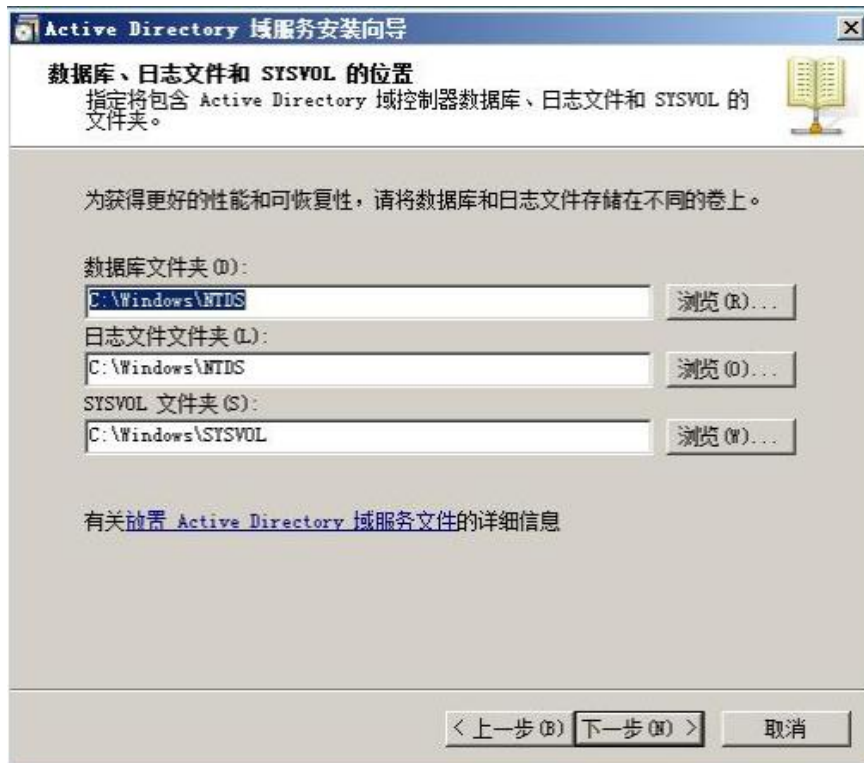 Active Directory 域服务安装向导
数据库、日志文件和 SYSVOL 的位置
指定将包含 Active Directory 域控制器数据库、日志文件和 SYSVOL 的
文件夹。
为获得更好的性能和可恢复性，请将数据库和日志文件存储在不同的卷上。
数据库文件夹(D):
C:\Windows\NTDS
浏览(R)...
日志文件文件夹(L):
C:\Windows\NTDS
浏览(O)...
SYSVOL 文件夹(S):
C:\Windows\SYSVOL
浏览(W)...
有关放置 Active Directory 域服务文件的详细信息
< 上一步(B) 下一步(N) > 取消